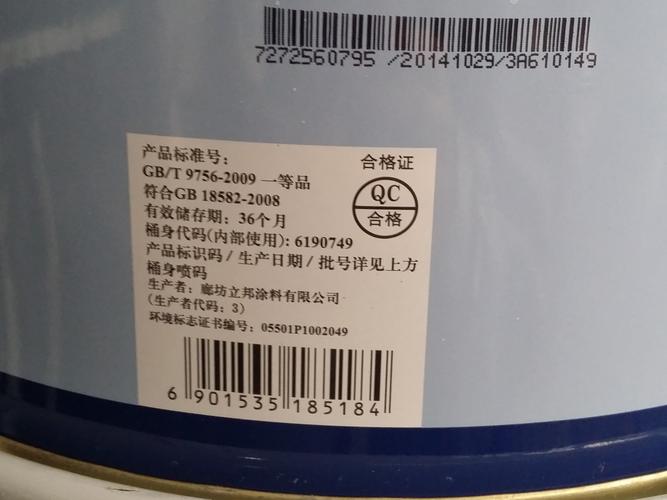 7272560795 /20141029/3A610149
产品标准号：
GB/T 9756-2009 一等品
符合GB 18582-2008
有效储存期：36个月
桶身代码(内部使用)：6190749
产品标识码 / 生产日期 / 批号详见上方
桶身喷码
生产者：廊坊立邦涂料有限公司
(生产者代码：3)
环境标志证书编号：05501P1002049
合格证
QC
合格
6 901535 185184